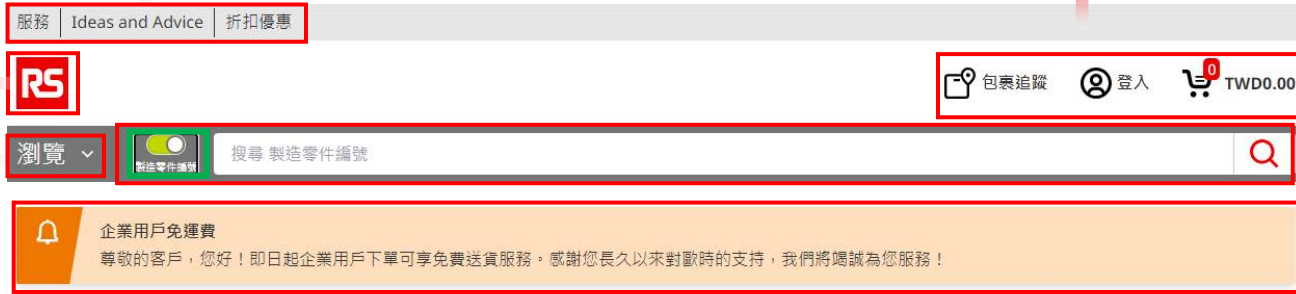 服務 Ideas and Advice 折扣優惠
RS
包裹追蹤 登入 0 TWD0.00
瀏覽 製造零件編號 搜尋 製造零件編號
企業用戶免運費
尊敬的客戶，您好！即日起企業用戶下單可享免費送貨服務。感謝您長久以來對歐時的支持，我們將竭誠為您服務！